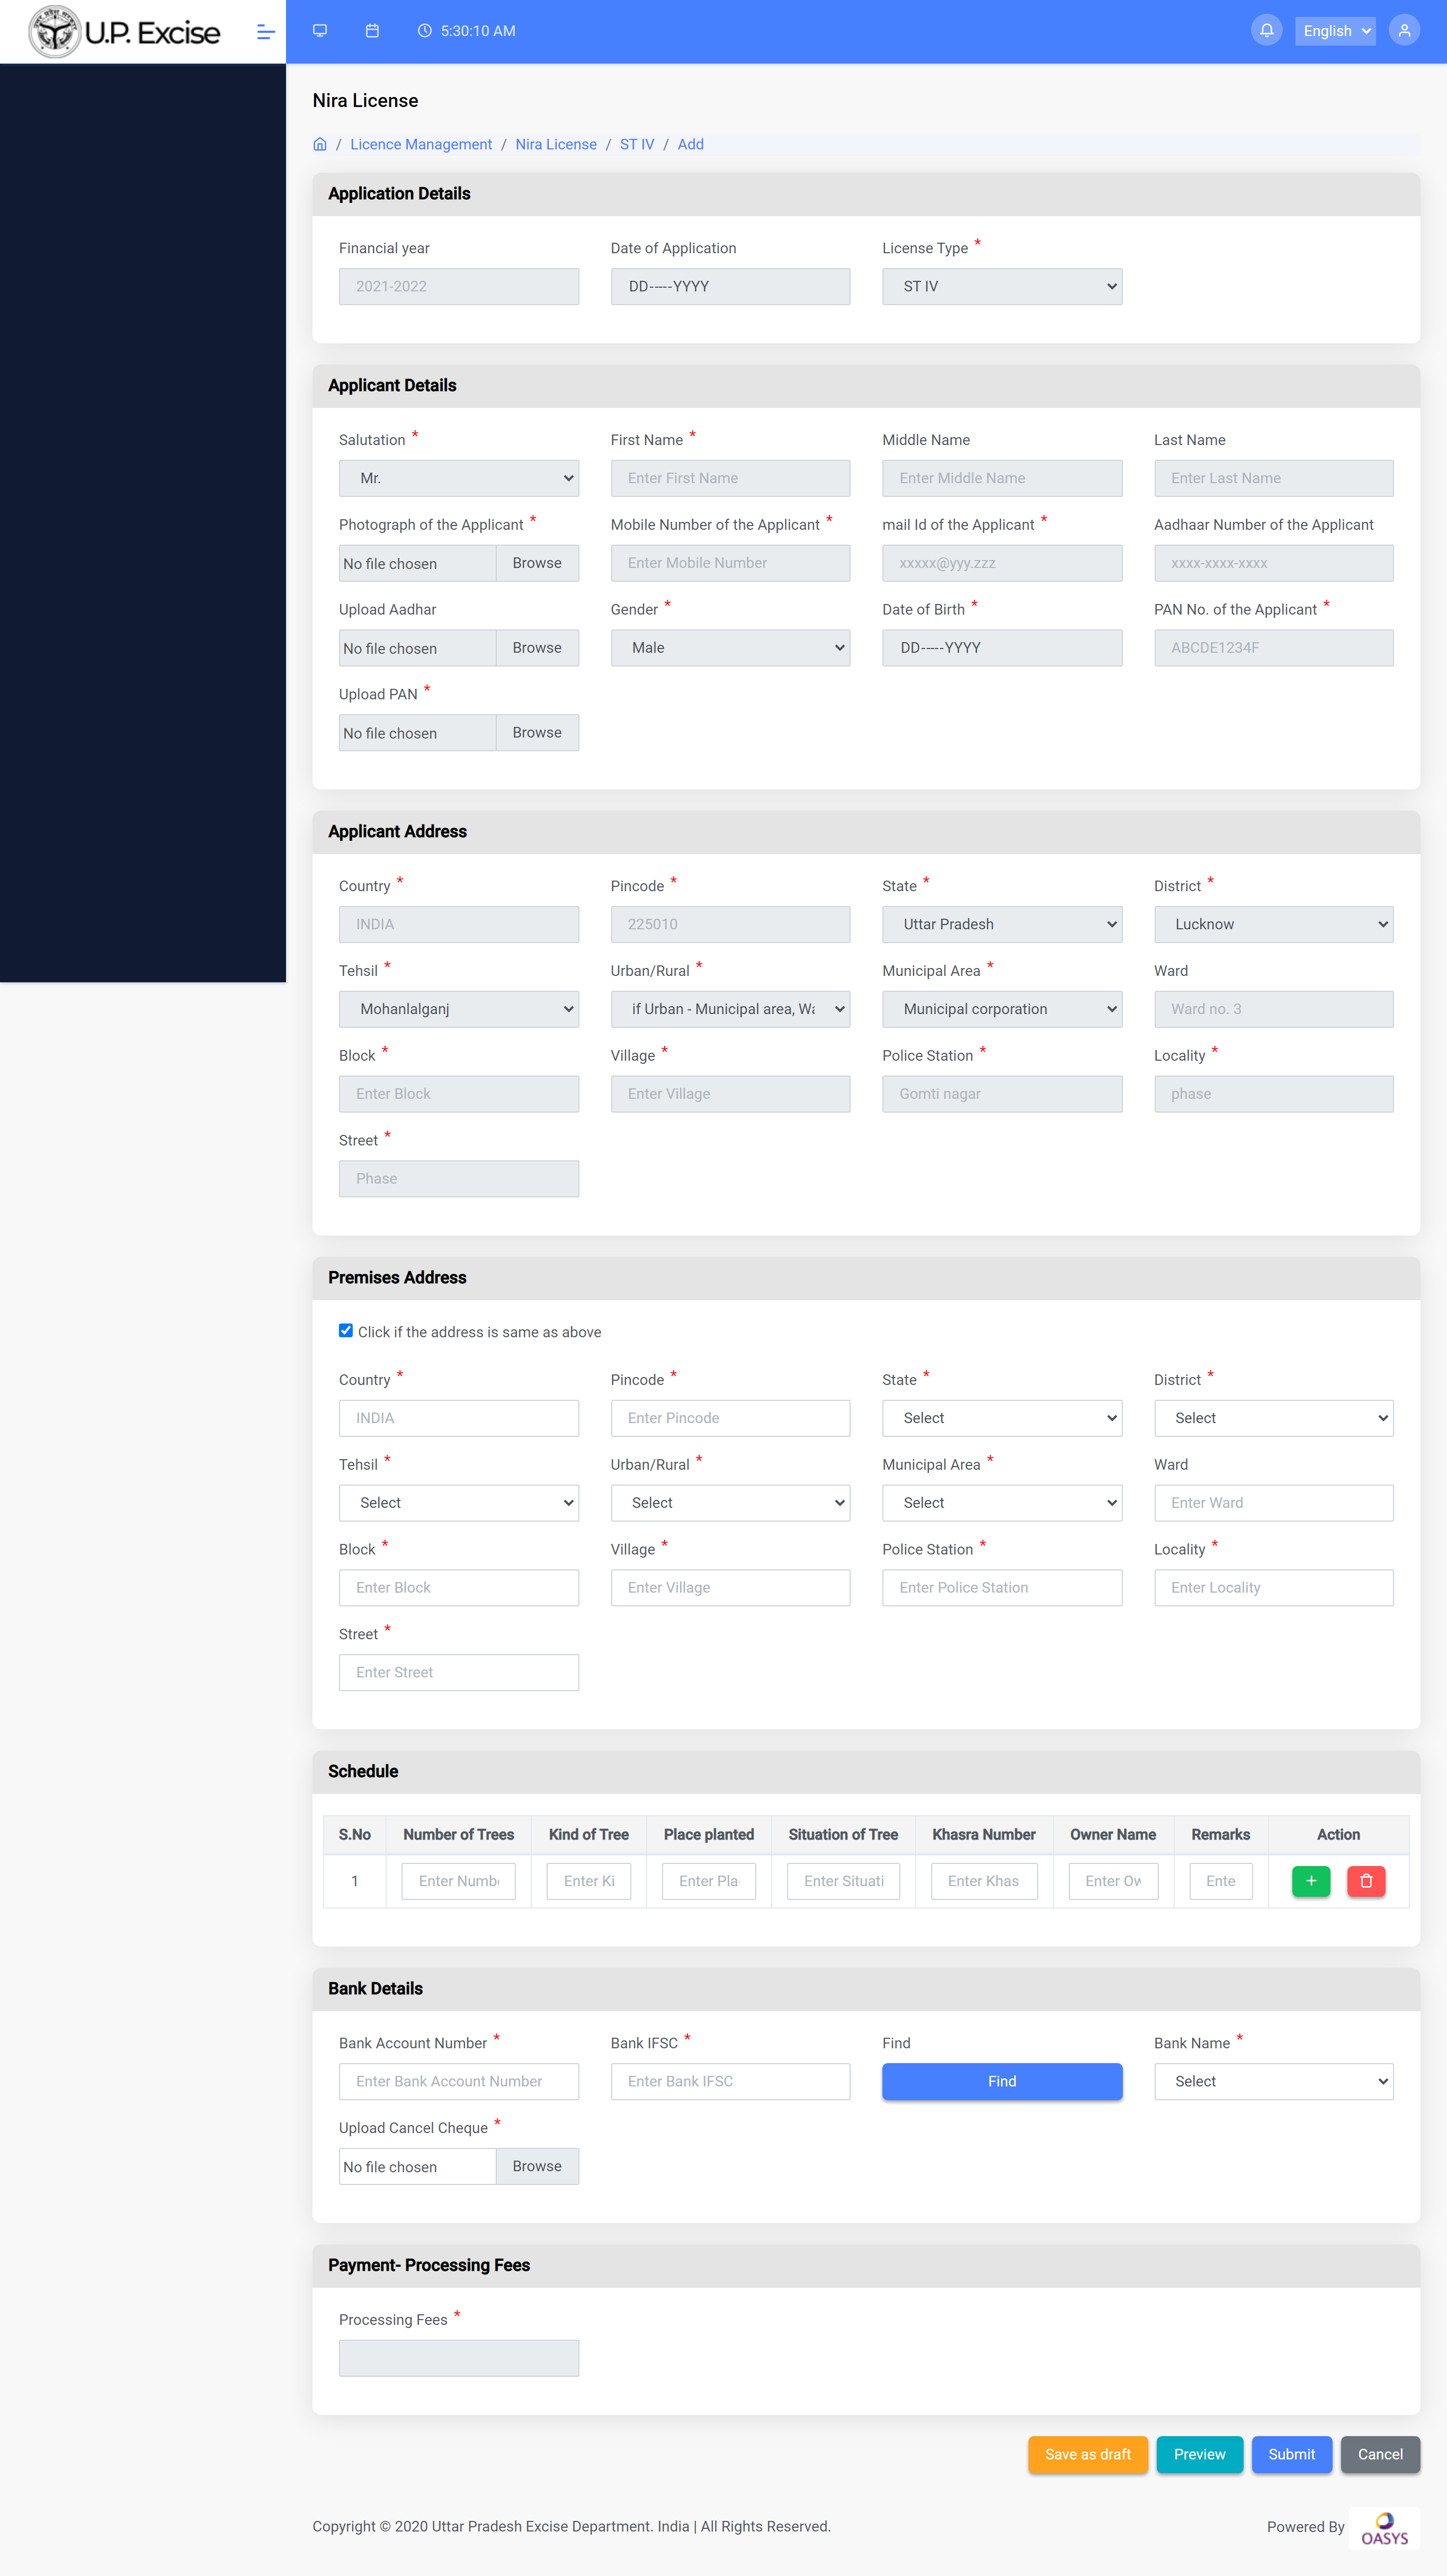 U.P. Excise
5:30:10 AM
English
Nira License
/ Licence Management / Nira License / ST IV / Add
Application Details
Financial year Date of Application License Type *
2021-2022 DD-----YYYY ST IV
Applicant Details
Salutation * First Name * Middle Name Last Name
Mr. Enter First Name Enter Middle Name Enter Last Name
Photograph of the Applicant * Mobile Number of the Applicant * mail Id of the Applicant * Aadhaar Number of the Applicant
No file chosen Browse Enter Mobile Number xxxxx@yyy.zzz xxxx-xxxx-xxxx
Upload Aadhar Gender * Date of Birth * PAN No. of the Applicant *
No file chosen Browse Male DD-----YYYY ABCDE1234F
Upload PAN *
No file chosen Browse
Applicant Address
Country * Pincode * State * District *
INDIA 225010 Uttar Pradesh Lucknow
Tehsil * Urban/Rural * Municipal Area * Ward
Mohanlalganj if Urban - Municipal area, Wa Municipal corporation Ward no. 3
Block * Village * Police Station * Locality *
Enter Block Enter Village Gomti nagar phase
Street *
Phase
Premises Address
Click if the address is same as above
Country * Pincode * State * District *
INDIA Enter Pincode Select Select
Tehsil * Urban/Rural * Municipal Area * Ward
Select Select Select Enter Ward
Block * Village * Police Station * Locality *
Enter Block Enter Village Enter Police Station Enter Locality
Street *
Enter Street
Schedule
S.No Number of Trees Kind of Tree Place planted Situation of Tree Khasra Number Owner Name Remarks Action
1 Enter Numb Enter Ki Enter Pla Enter Situati Enter Khas Enter Ow Ente +
Bank Details
Bank Account Number * Bank IFSC * Find Bank Name *
Enter Bank Account Number Enter Bank IFSC Find Select
Upload Cancel Cheque *
No file chosen Browse
Payment- Processing Fees
Processing Fees *
Save as draft Preview Submit Cancel
Copyright © 2020 Uttar Pradesh Excise Department. India | All Rights Reserved. Powered By OASYS